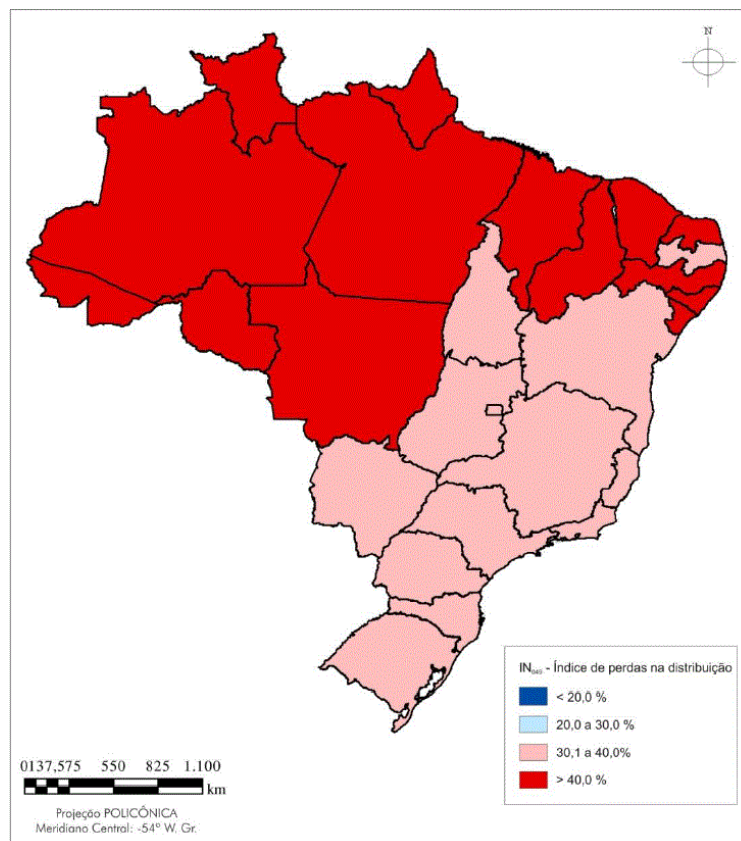 N
IN₀₄₉ - Índice de perdas na distribuição
< 20,0 %
20,0 a 30,0 %
30,1 a 40,0%
> 40,0 %
0137,575 550 825 1.100
km
Projeção POLICÔNICA
Meridiano Central: -54º W. Gr.